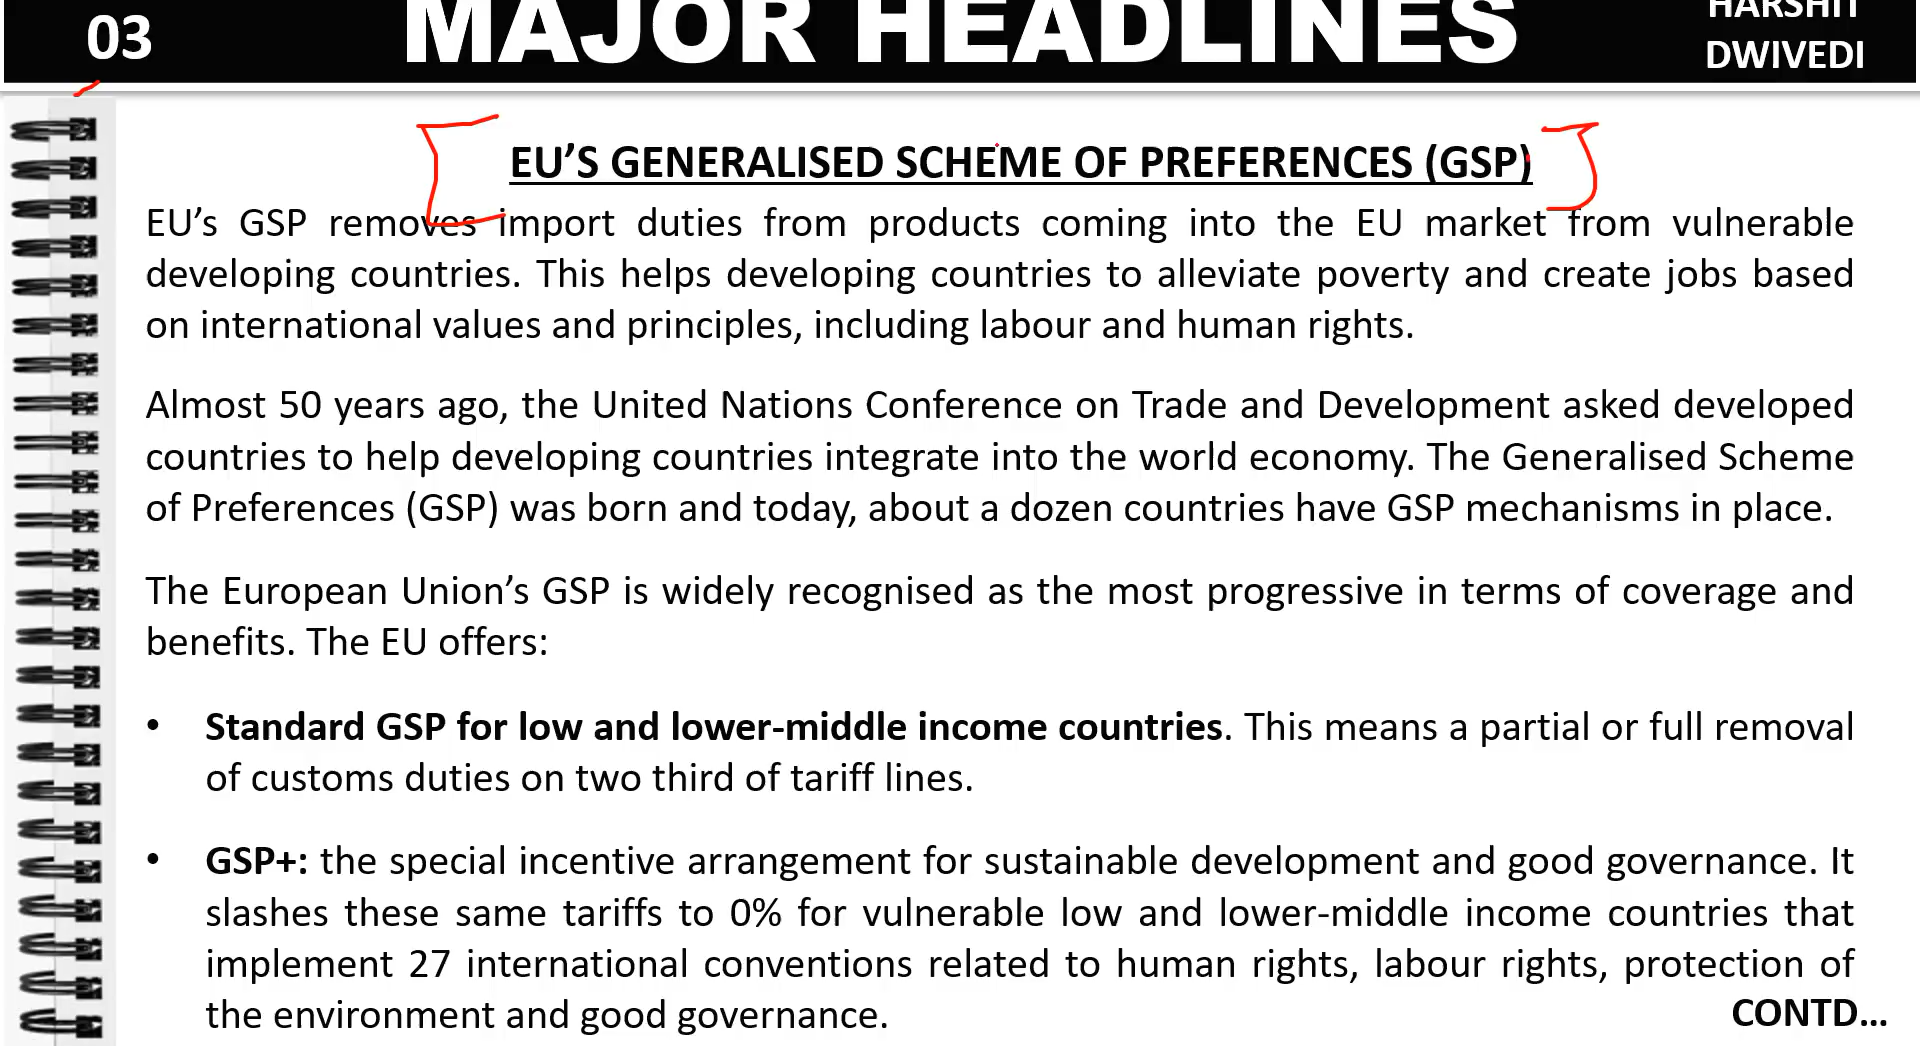 03
MAJOR HEADLINES
HARSHIT
DWIVEDI
EU’S GENERALISED SCHEME OF PREFERENCES (GSP)
EU’s GSP removes import duties from products coming into the EU market from vulnerable
developing countries. This helps developing countries to alleviate poverty and create jobs based
on international values and principles, including labour and human rights.
Almost 50 years ago, the United Nations Conference on Trade and Development asked developed
countries to help developing countries integrate into the world economy. The Generalised Scheme
of Preferences (GSP) was born and today, about a dozen countries have GSP mechanisms in place.
The European Union’s GSP is widely recognised as the most progressive in terms of coverage and
benefits. The EU offers:
• Standard GSP for low and lower-middle income countries. This means a partial or full removal
of customs duties on two third of tariff lines.
• GSP+: the special incentive arrangement for sustainable development and good governance. It
slashes these same tariffs to 0% for vulnerable low and lower-middle income countries that
implement 27 international conventions related to human rights, labour rights, protection of
the environment and good governance.
CONTD...